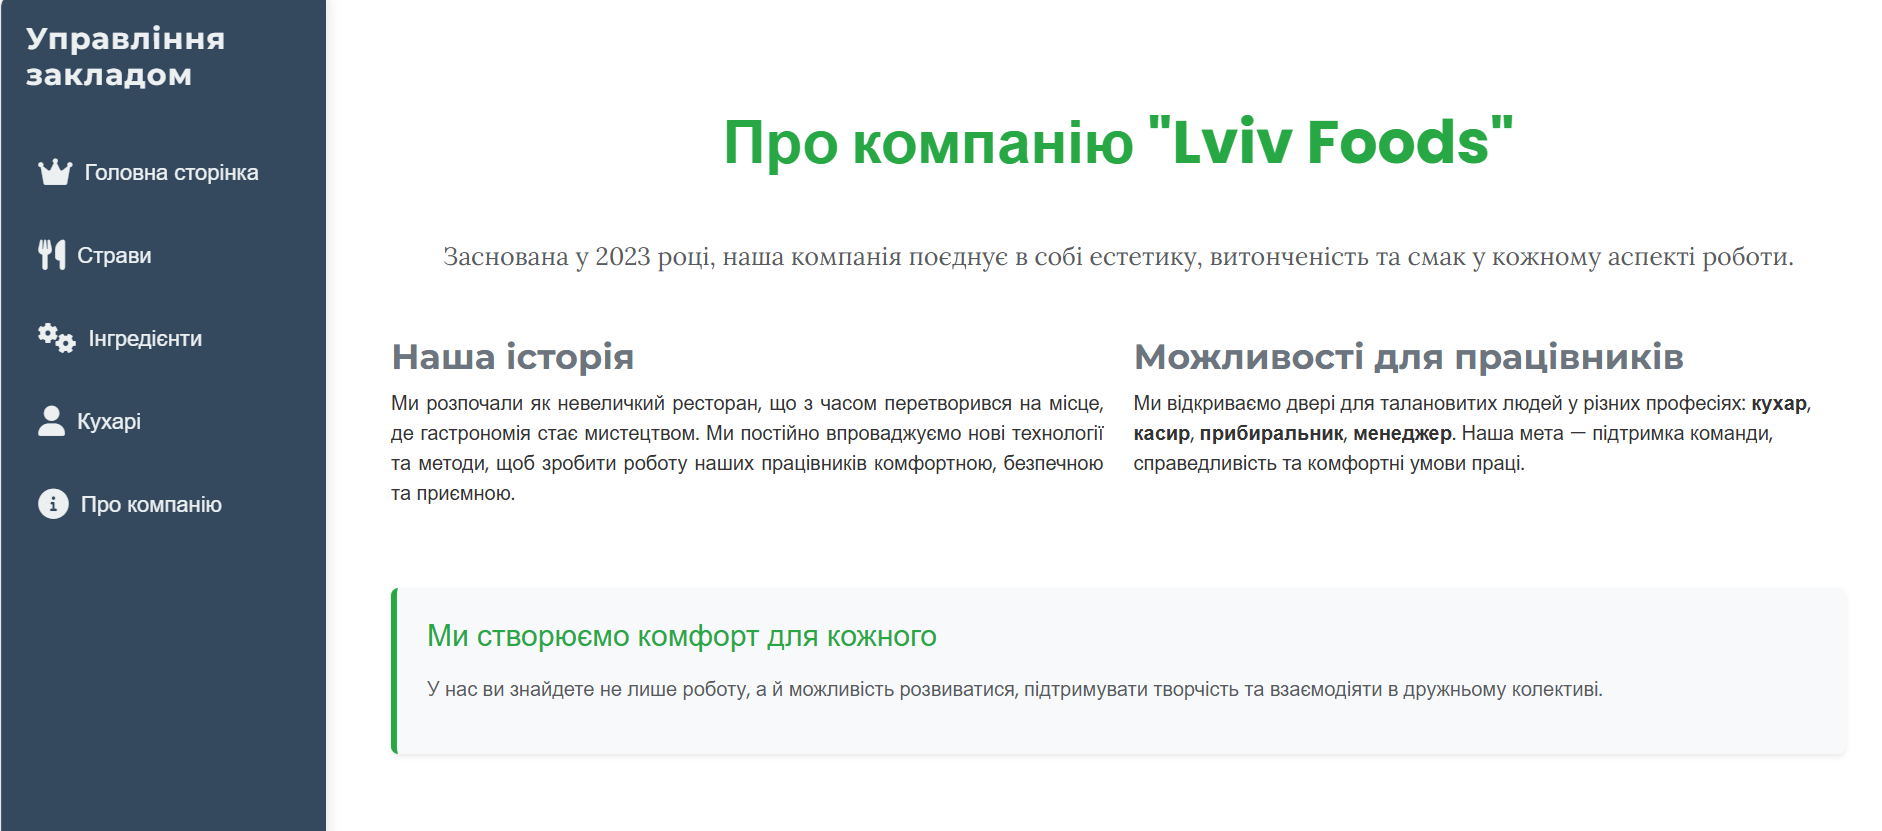 Управління
закладом
Головна сторінка
Страви
Інгредієнти
Кухарі
Про компанію
Про компанію "Lviv Foods"
Заснована у 2023 році, наша компанія поєднує в собі естетику, витонченість та смак у кожному аспекті роботи.
Наша історія
Ми розпочали як невеличкий ресторан, що з часом перетворився на місце,
де гастрономія стає мистецтвом. Ми постійно впроваджуємо нові технології
та методи, щоб зробити роботу наших працівників комфортною, безпечною
та приємною.
Можливості для працівників
Ми відкриваємо двері для талановитих людей у різних професіях: кухар,
касир, прибиральник, менеджер. Наша мета — підтримка команди,
справедливість та комфортні умови праці.
Ми створюємо комфорт для кожного
У нас ви знайдете не лише роботу, а й можливість розвиватися, підтримувати творчість та взаємодіяти в дружньому колективі.